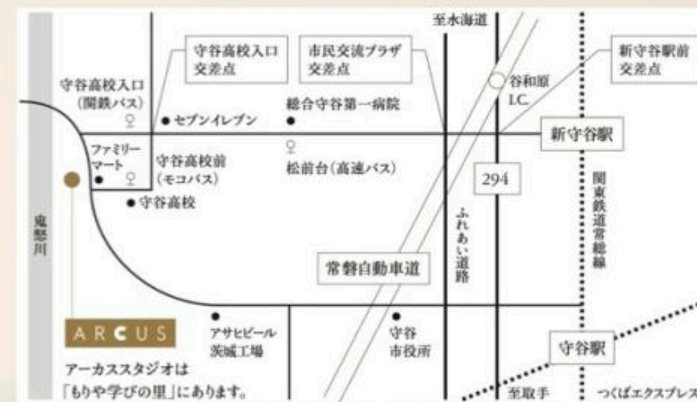 至水海道
守谷高校入口
交差点
市民交流プラザ
交差点
新守谷駅前
交差点
守谷高校入口
(関鉄バス)
谷和原
I.C.
セブンイレブン
総合守谷第一病院
新守谷駅
ファミリー
マート
守谷高校前
(モコバス)
松前台(高速バス)
守谷高校
294
鬼怒川
ふれあい道路
関東鉄道常総線
常磐自動車道
ARCUS
アサヒビール
茨城工場
守谷
市役所
守谷駅
アーカススタジオは
「もりや学びの里」にあります。
至取手
つくばエクスプレス